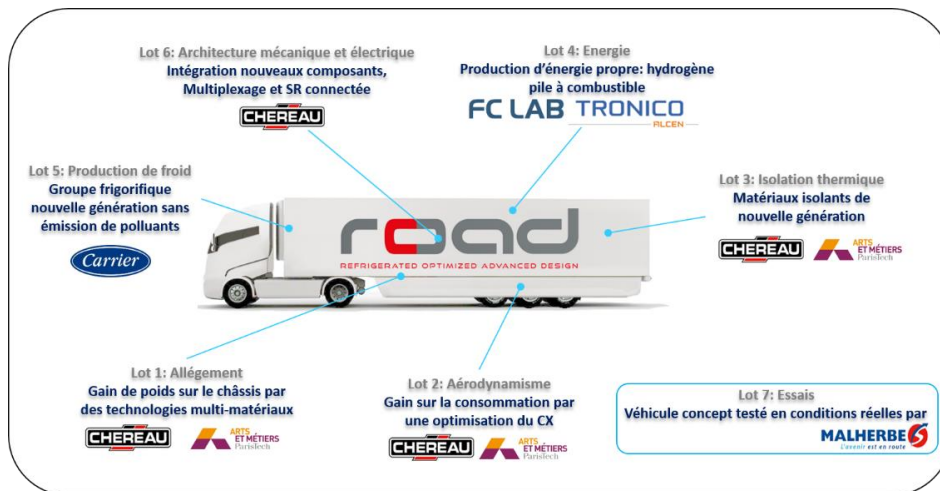 Lot 6: Architecture mécanique et électrique
Intégration nouveaux composants,
Multiplexage et SR connectée
CHEREAU
Lot 4: Energie
Production d'énergie propre: hydrogène
pile à combustible
FC LAB TRONICO
ALCEN
Lot 5: Production de froid
Groupe frigorifique
nouvelle génération sans
émission de polluants
Carrier
road
REFRIGERATED OPTIMIZED ADVANCED DESIGN
Lot 3: Isolation thermique
Matériaux isolants de
nouvelle génération
CHEREAU
ARTS
ET MÉTIERS
ParisTech
Lot 1: Allégement
Gain de poids sur le châssis par
des technologies multi-matériaux
CHEREAU
ARTS
ET MÉTIERS
ParisTech
Lot 2: Aérodynamisme
Gain sur la consommation par
une optimisation du CX
CHEREAU
ARTS
ET MÉTIERS
ParisTech
Lot 7: Essais
Véhicule concept testé en conditions réelles par
MALHERBE
L'avenir est en route